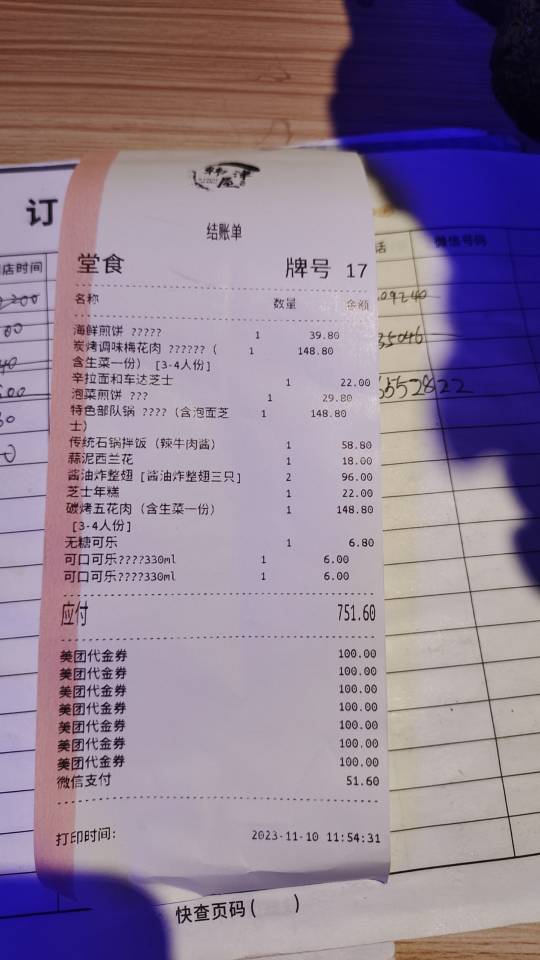 订
结账单
堂食 牌号 17
店时间 话 微信号码
名称 数量 金额
海鲜煎饼 ????? 1 39.80
炭烤调味梅花肉 ?????? ( 1 148.80
含生菜一份) [3-4人份]
辛拉面和车达芝士 1 22.00
泡菜煎饼 ??? 1 29.80
特色部队锅 ???? (含泡面芝 1 148.80
士)
传统石锅拌饭 (辣牛肉酱) 1 58.80
蒜泥西兰花 1 18.00
酱油炸整翅 [酱油炸整翅三只] 2 96.00
芝士年糕 1 22.00
碳烤五花肉 (含生菜一份) 1 148.80
[3-4人份]
无糖可乐 1 6.80
可口可乐????330ml 1 6.00
可口可乐????330ml 1 6.00
应付 751.60
美团代金券 100.00
美团代金券 100.00
美团代金券 100.00
美团代金券 100.00
美团代金券 100.00
美团代金券 100.00
美团代金券 100.00
微信支付 51.60
打印时间: 2023-11-10 11:54:31
快查页码( )